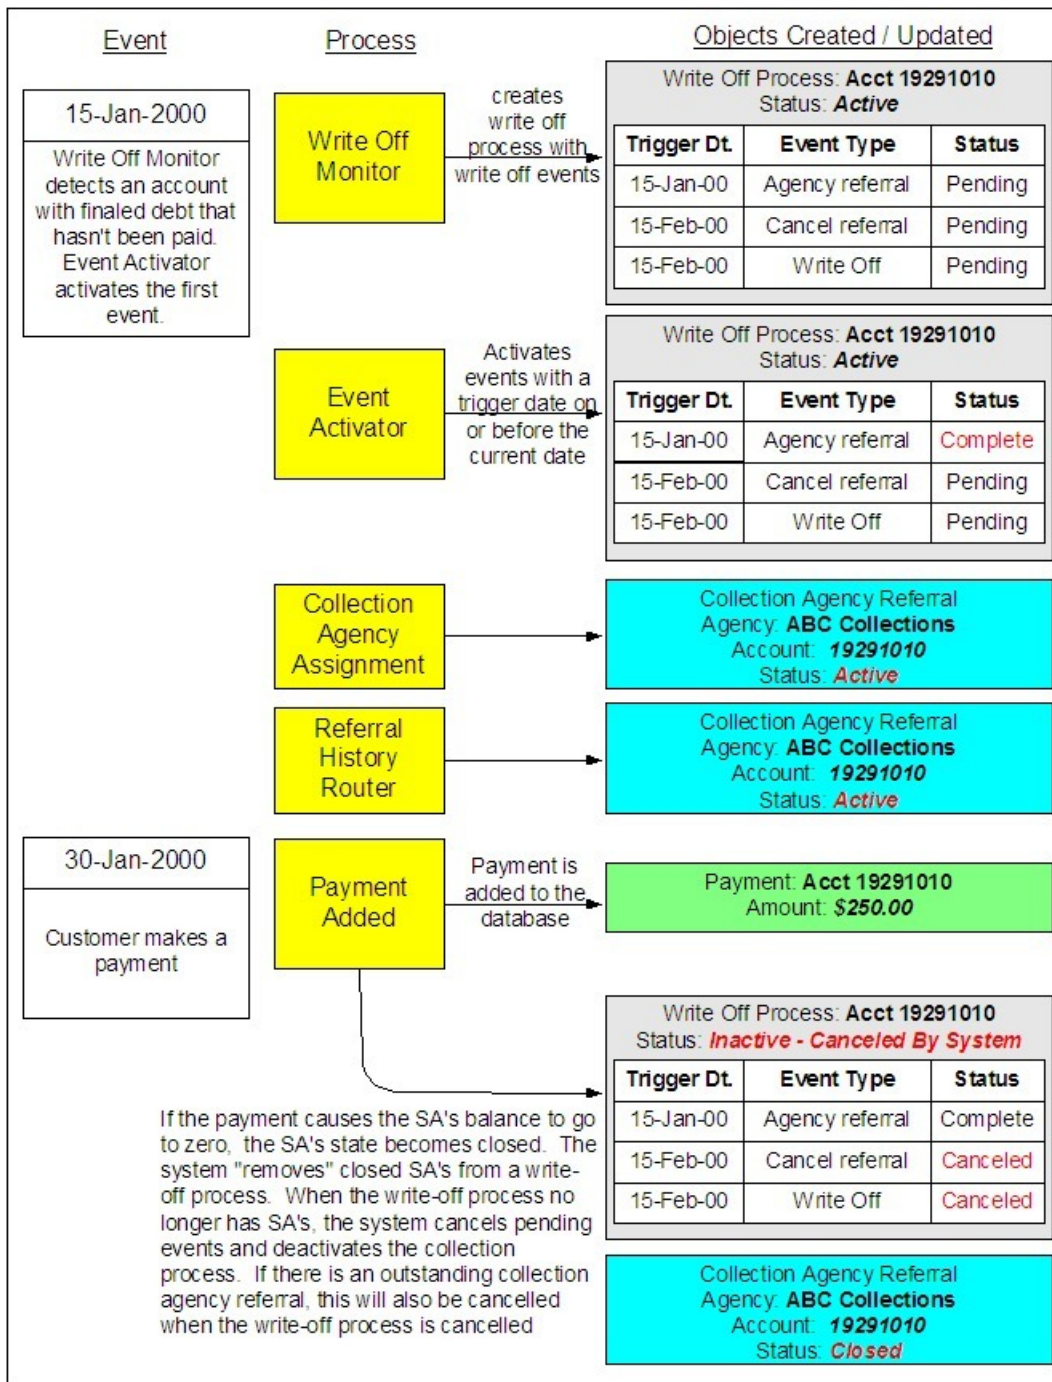 Event
Process
Objects Created / Updated
15-Jan-2000
Write Off Monitor
detects an account
with finaled debt that
hasn't been paid.
Event Activator
activates the first
event.
Write Off
Monitor
creates
write off
process with
write off events
Write Off Process: Acct 19291010
Status: Active
Trigger Dt. Event Type Status
15-Jan-00 Agency referral Pending
15-Feb-00 Cancel referral Pending
15-Feb-00 Write Off Pending
Event
Activator
Activates
events with a
trigger date on
or before the
current date
Write Off Process: Acct 19291010
Status: Active
Trigger Dt. Event Type Status
15-Jan-00 Agency referral Complete
15-Feb-00 Cancel referral Pending
15-Feb-00 Write Off Pending
Collection
Agency
Assignment
Collection Agency Referral
Agency: ABC Collections
Account: 19291010
Status: Active
Referral
History
Router
Collection Agency Referral
Agency: ABC Collections
Account: 19291010
Status: Active
30-Jan-2000
Customer makes a
payment
Payment
Added
Payment is
added to the
database
Payment: Acct 19291010
Amount: $250.00
Write Off Process: Acct 19291010
Status: Inactive - Canceled By System
Trigger Dt. Event Type Status
15-Jan-00 Agency referral Complete
15-Feb-00 Cancel referral Canceled
15-Feb-00 Write Off Canceled
If the payment causes the SA's balance to go
to zero, the SA's state becomes closed. The
system "removes" closed SA's from a write-
off process. When the write-off process no
longer has SA's, the system cancels pending
events and deactivates the collection
process. If there is an outstanding collection
agency referral, this will also be cancelled
when the write-off process is cancelled
Collection Agency Referral
Agency: ABC Collections
Account: 19291010
Status: Closed